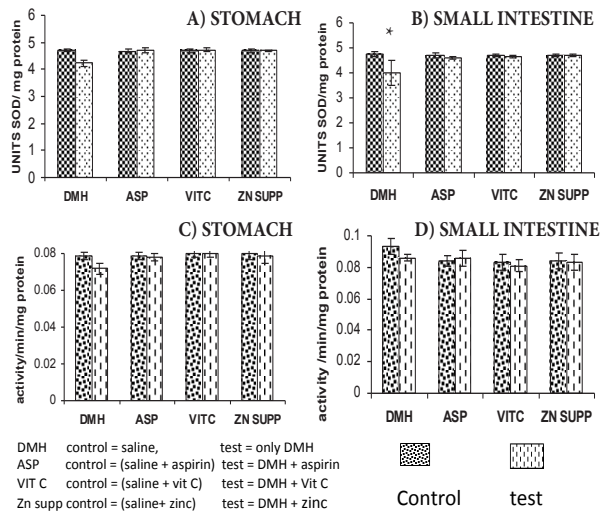 A) STOMACH
UNITS SOD/ mg protein
6
5
4
3
2
1
0
DMH ASP VITC ZN SUPP
B) SMALL INTESTINE
*
UNITS SOD/mg protein
6
5
4
3
2
1
0
DMH ASP VITC ZN SUPP
C) STOMACH
activity/min/mg protein
0.08
0.06
0.04
0.02
0
DMH ASP VITC ZN SUPP
D) SMALL INTESTINE
activity /min/mg protein
0.1
0.08
0.06
0.04
0.02
0
DMH ASP VITC ZN SUPP
DMH control = saline, test = only DMH
ASP control = (saline + aspirin) test = DMH + aspirin
VIT C control = (saline + vit C) test = DMH + Vit C
Zn supp control = (saline+ zinc) test = DMH + zinc
Control test